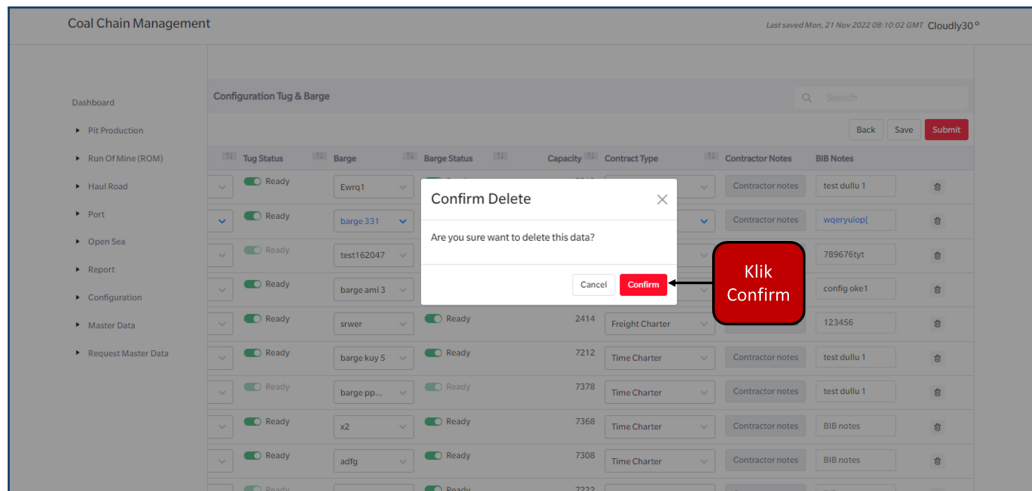 Coal Chain Management
Last saved Mon, 21 Nov 2022 08:10:02 GMT Cloudly30°
Dashboard
Pit Production
Run Of Mine (ROM)
Haul Road
Port
Open Sea
Report
Configuration
Master Data
Request Master Data
Configuration Tug & Barge
Search
Back Save Submit
Tug Status Barge Barge Status Capacity Contract Type Contractor Notes BIB Notes
Ready Ewrq1 Contractor notes test dullu 1
Ready barge 331 Contractor notes wqeryuiop[
Ready test162047 789676tyt
Ready barge ami 3 config oke1
Ready srwer Ready 2414 Freight Charter 123456
Ready barge kuy 5 Ready 7212 Time Charter Contractor notes test dullu 1
Ready barge pp... Ready 7378 Time Charter Contractor notes test dullu 1
Ready x2 Ready 7368 Time Charter Contractor notes BIB notes
Ready adfg Ready 7308 Time Charter Contractor notes BIB notes
Confirm Delete
Are you sure want to delete this data?
Cancel Confirm
Klik
Confirm